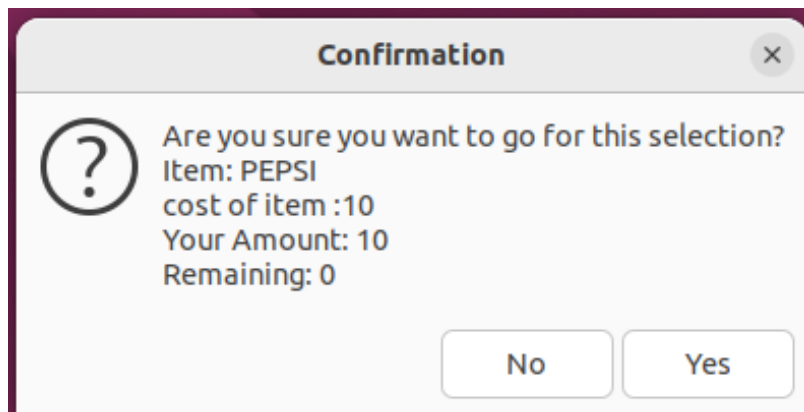 Confirmation
Are you sure you want to go for this selection?
Item: PEPSI
cost of item :10
Your Amount: 10
Remaining: 0
No
Yes